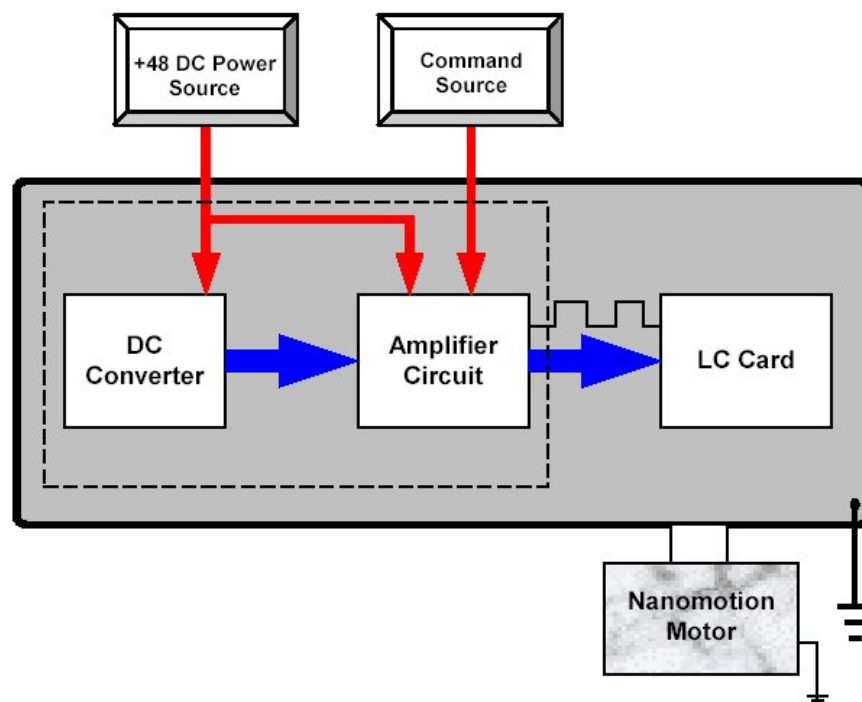 +48 DC Power
Source
Command
Source
DC
Converter
Amplifier
Circuit
LC Card
Nanomotion
Motor